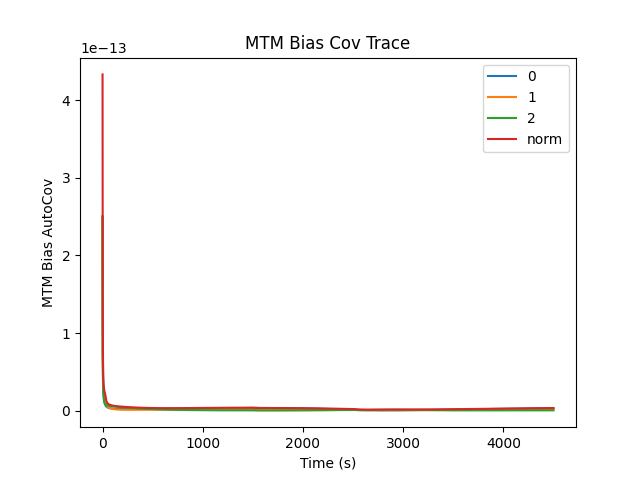 MTM Bias Cov Trace
1e−13
0
1
2
norm
4
3
2
1
0
MTM Bias AutoCov
0
1000
2000
3000
4000
Time (s)